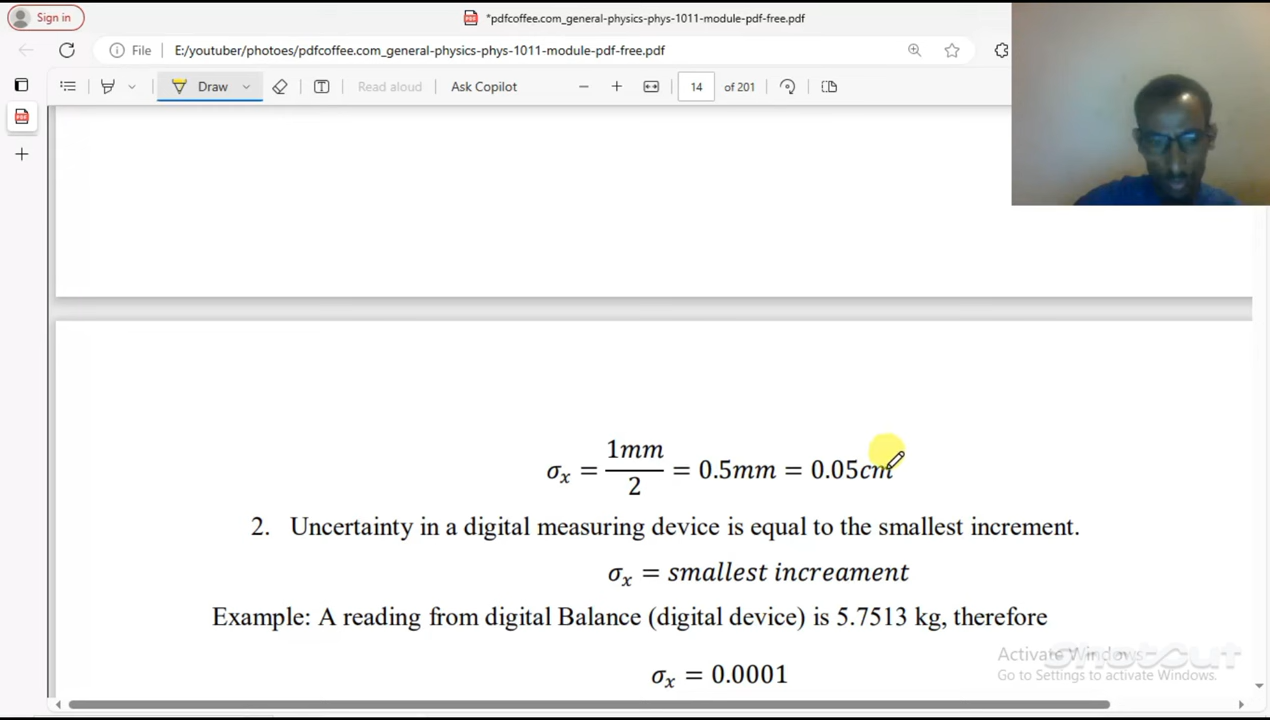 Sign in
*pdfcoffee.com_general-physics-phys-1011-module-pdf-free.pdf
File E:/youtuber/photoes/pdfcoffee.com_general-physics-phys-1011-module-pdf-free.pdf
Draw Read aloud Ask Copilot 14 of 201
σx = 1mm/2 = 0.5mm = 0.05cm
2. Uncertainty in a digital measuring device is equal to the smallest increment.
σx = smallest increament
Example: A reading from digital Balance (digital device) is 5.7513 kg, therefore
σx = 0.0001
Activate Windows
Go to Settings to activate Windows.
Shotcut